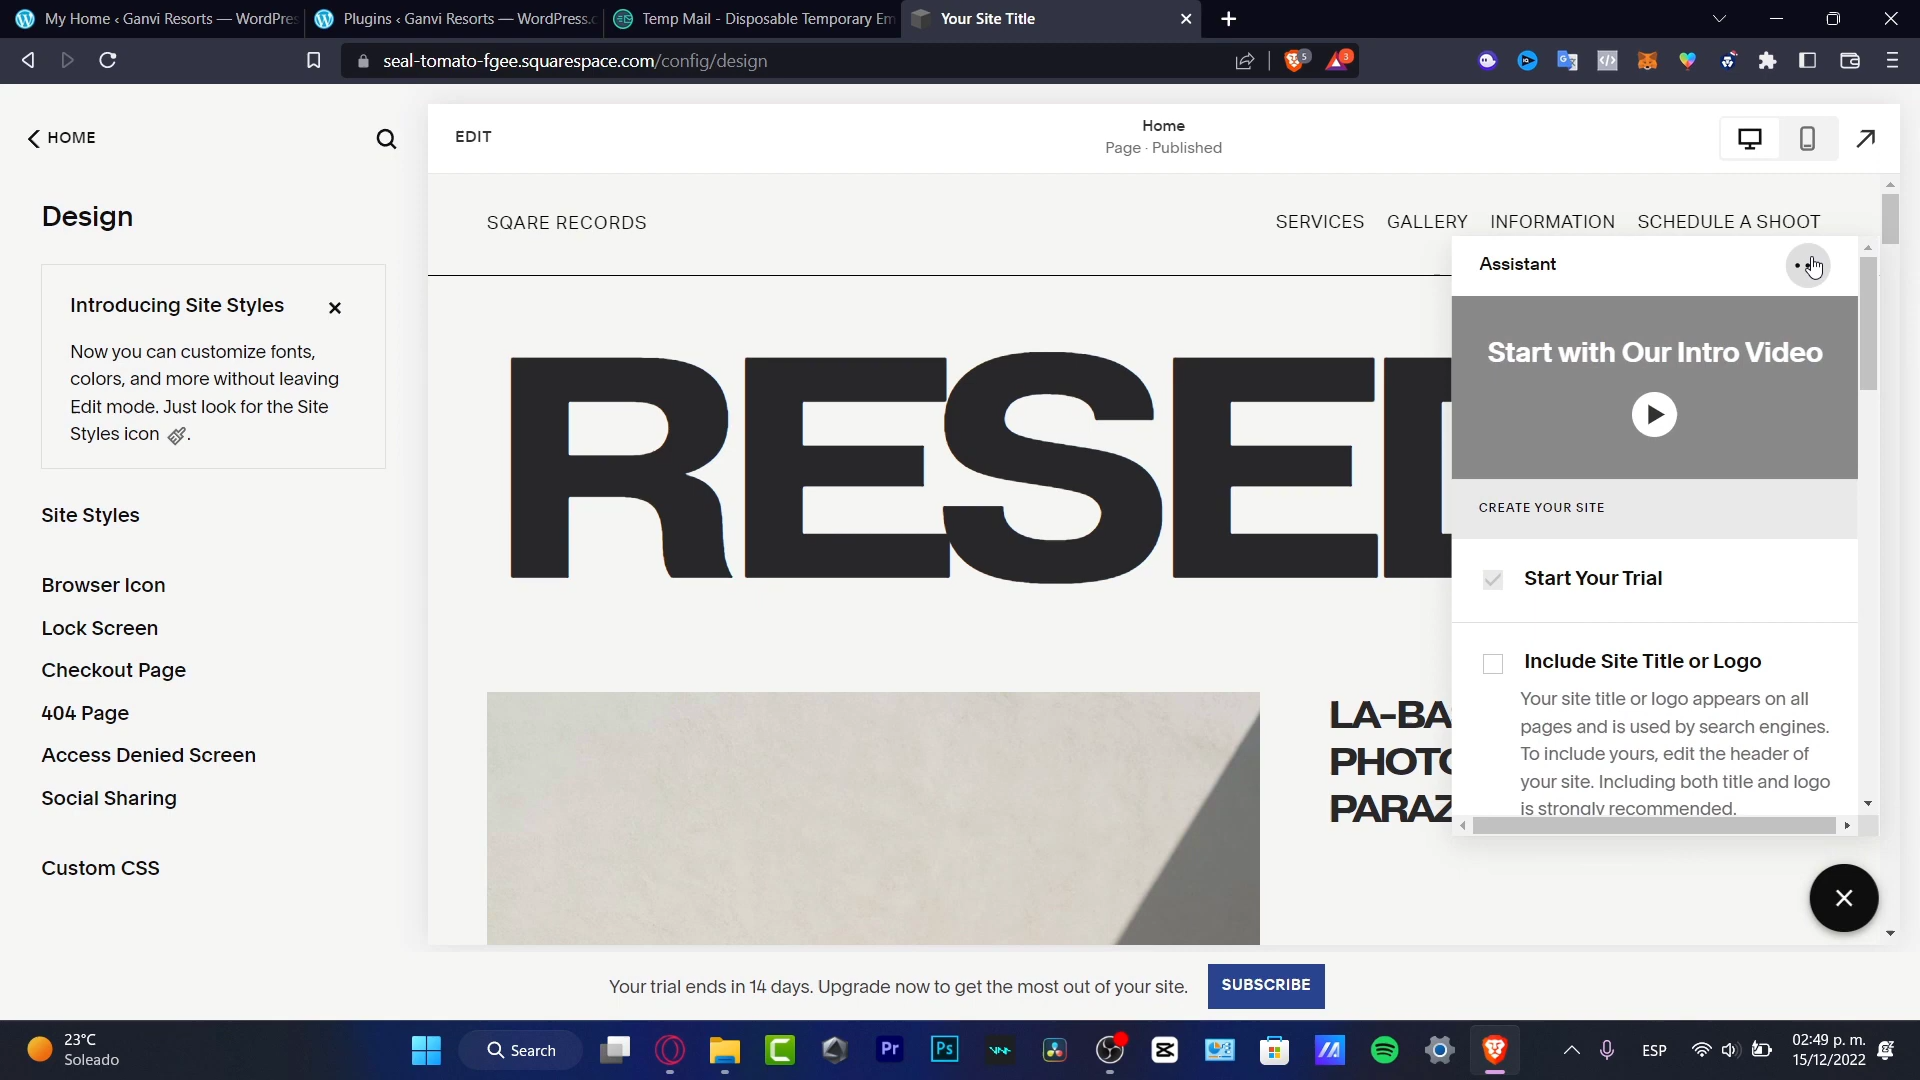 My Home ‹ Ganvi Resorts — WordPres
Plugins ‹ Ganvi Resorts — WordPress.c
Temp Mail - Disposable Temporary Em
Your Site Title
seal-tomato-fgee.squarespace.com/config/design
5
3
HOME
EDIT
Home
Page · Published
Design
SQARE RECORDS
SERVICES
GALLERY
INFORMATION
SCHEDULE A SHOOT
Introducing Site Styles
Now you can customize fonts,
colors, and more without leaving
Edit mode. Just look for the Site
Styles icon
.
Site Styles
Browser Icon
Lock Screen
Checkout Page
404 Page
Access Denied Screen
Social Sharing
Custom CSS
RESE
LA-BA
PHOTO
PARAZ
Assistant
Start with Our Intro Video
CREATE YOUR SITE
Start Your Trial
Include Site Title or Logo
Your site title or logo appears on all
pages and is used by search engines.
To include yours, edit the header of
your site. Including both title and logo
is strongly recommended.
Your trial ends in 14 days. Upgrade now to get the most out of your site.
SUBSCRIBE
23°C
Soleado
Search
Pr
Ps
ESP
02:49 p. m.
15/12/2022